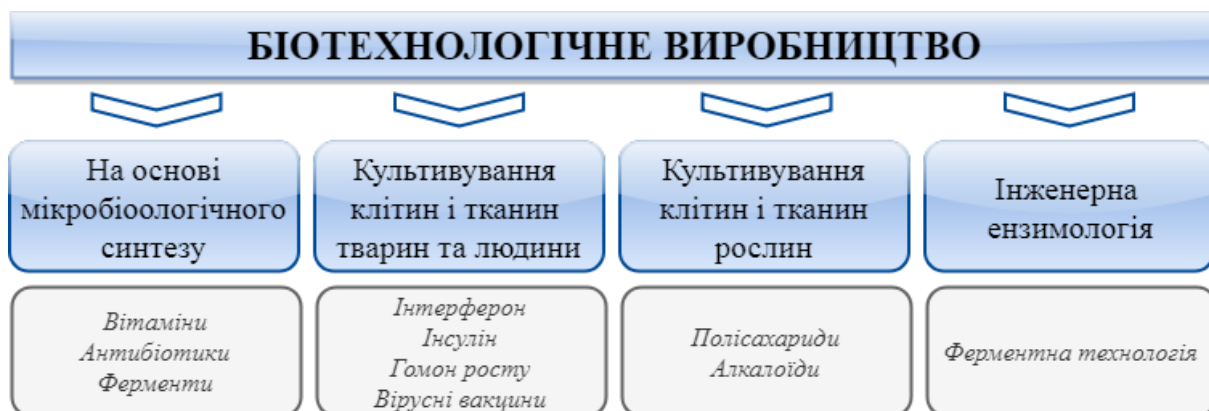 БІОТЕХНОЛОГІЧНЕ ВИРОБНИЦТВО
На основі
мікробіоологічного
синтезу
Культивування
клітин і тканин
тварин та людини
Культивування
клітин і тканин
рослин
Інженерна
ензимологія
Вітаміни
Антибіотики
Ферменти
Інтерферон
Інсулін
Гомон росту
Вірусні вакцини
Полісахариди
Алкалоїди
Ферментна технологія